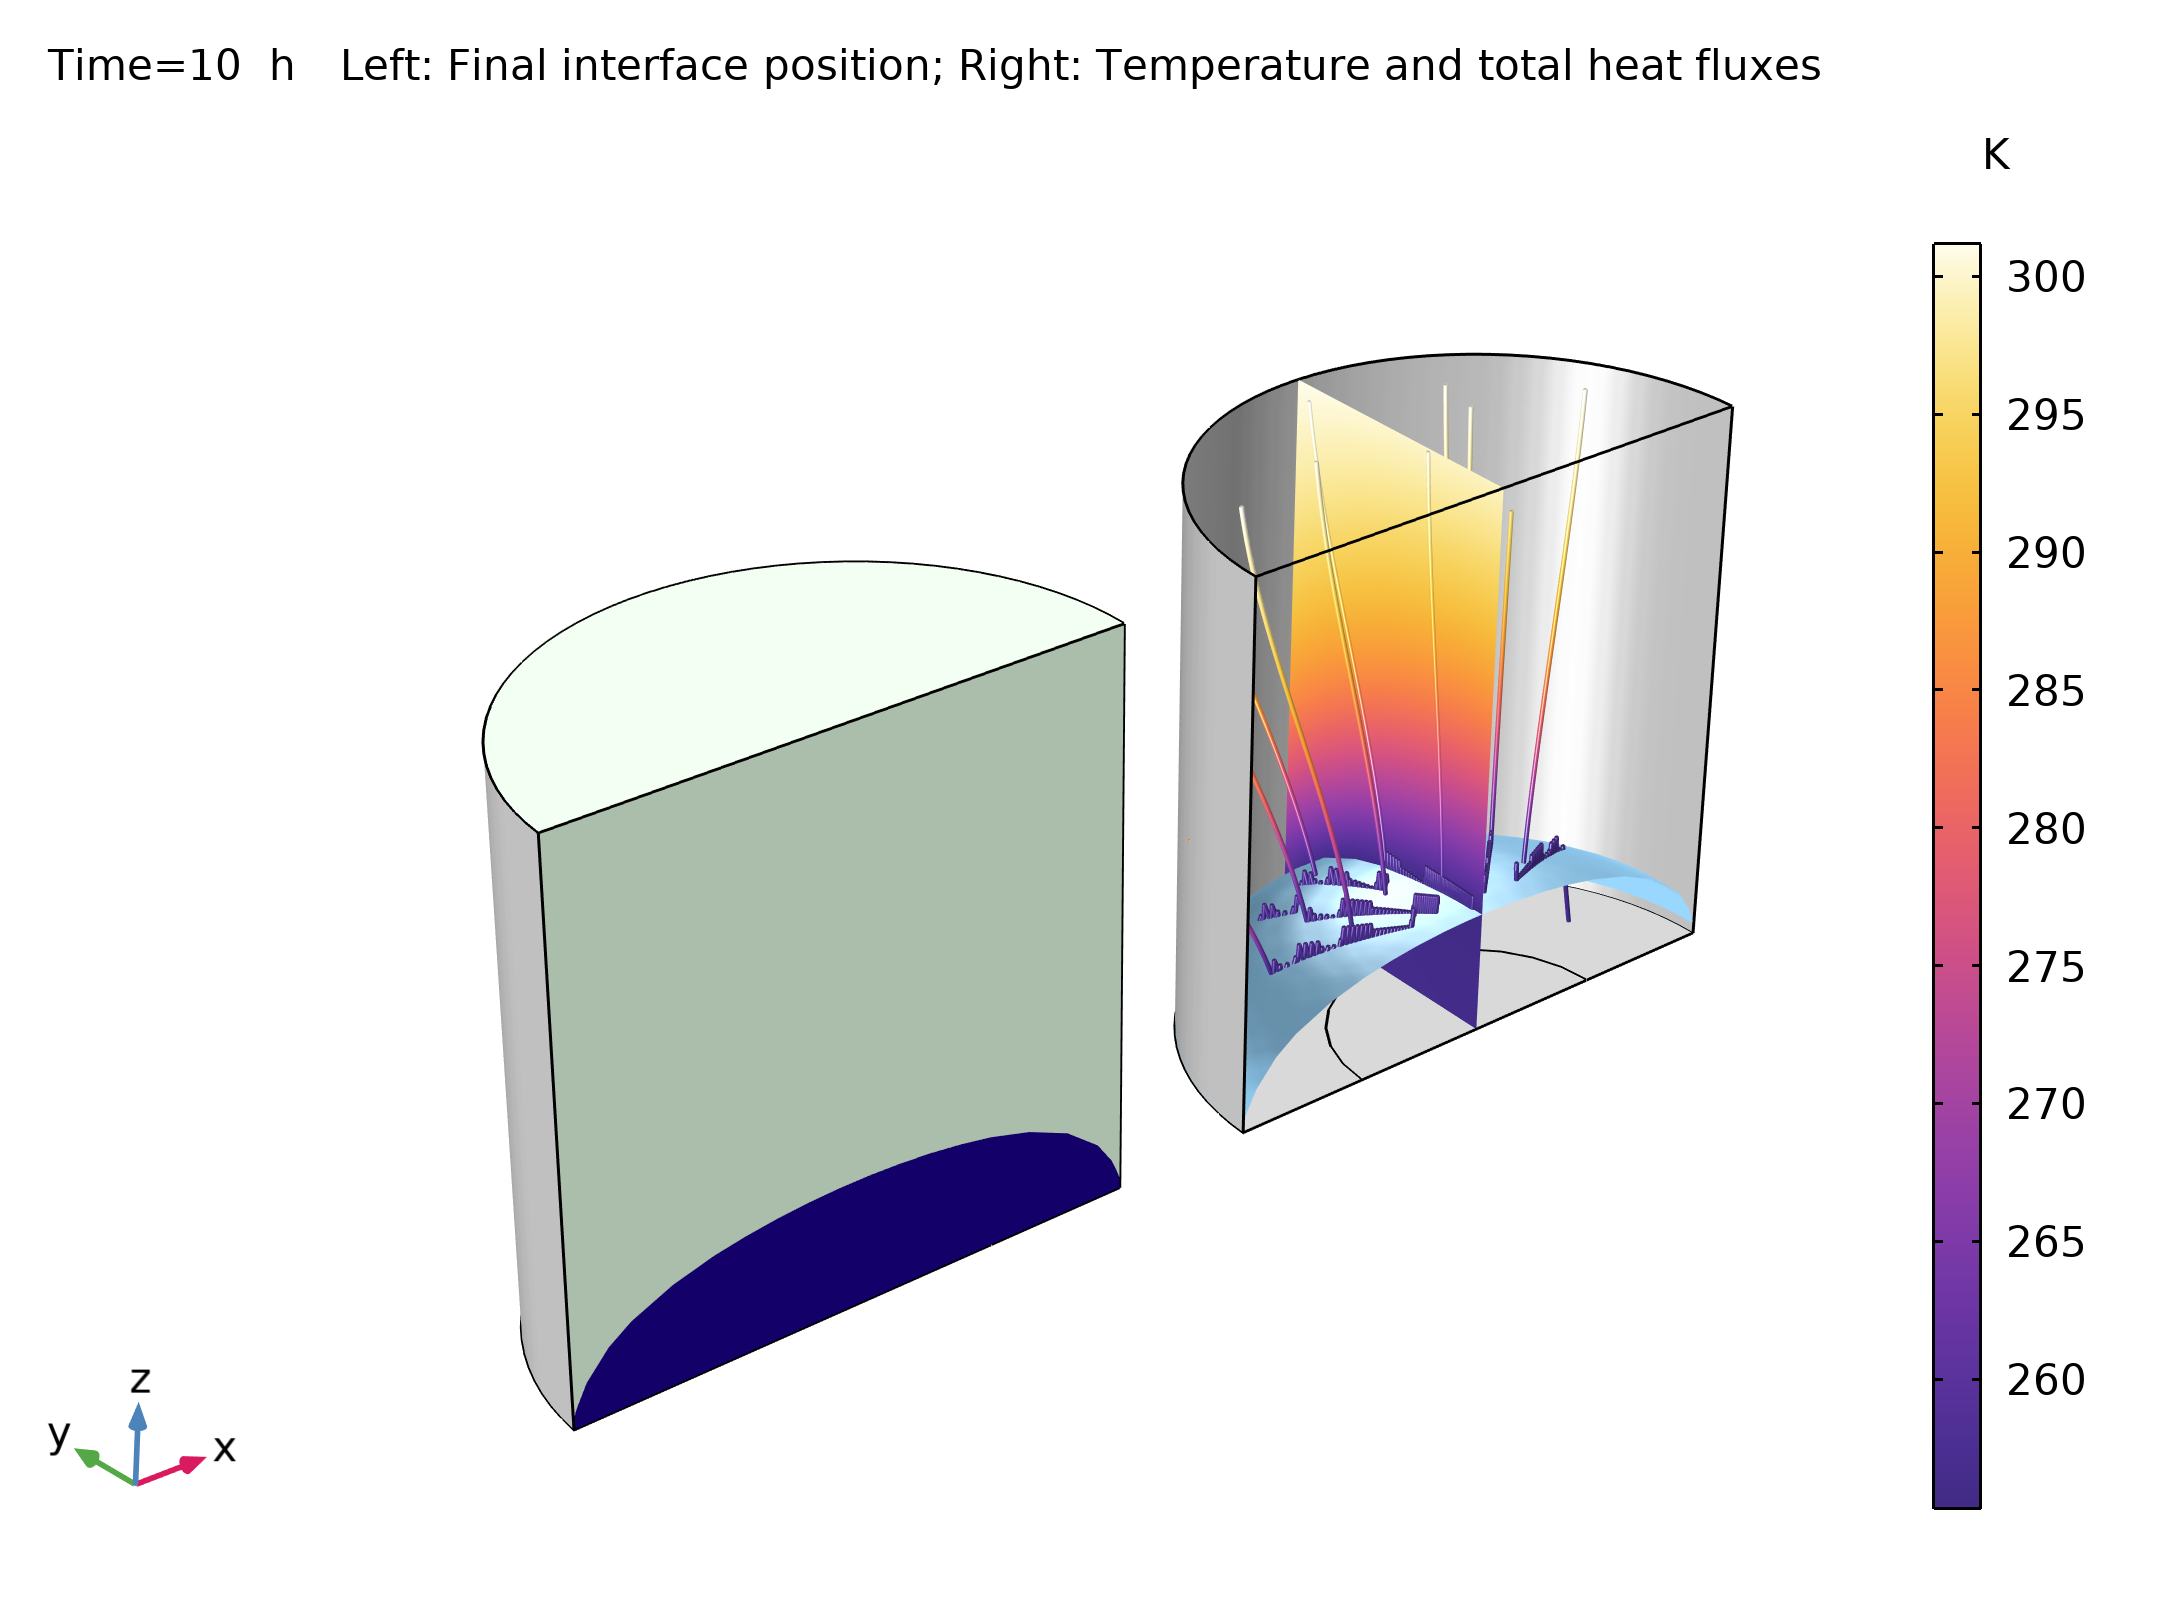 Time=10 h Left: Final interface position; Right: Temperature and total heat fluxes
K
300
295
290
285
280
275
270
265
260
z
y
x